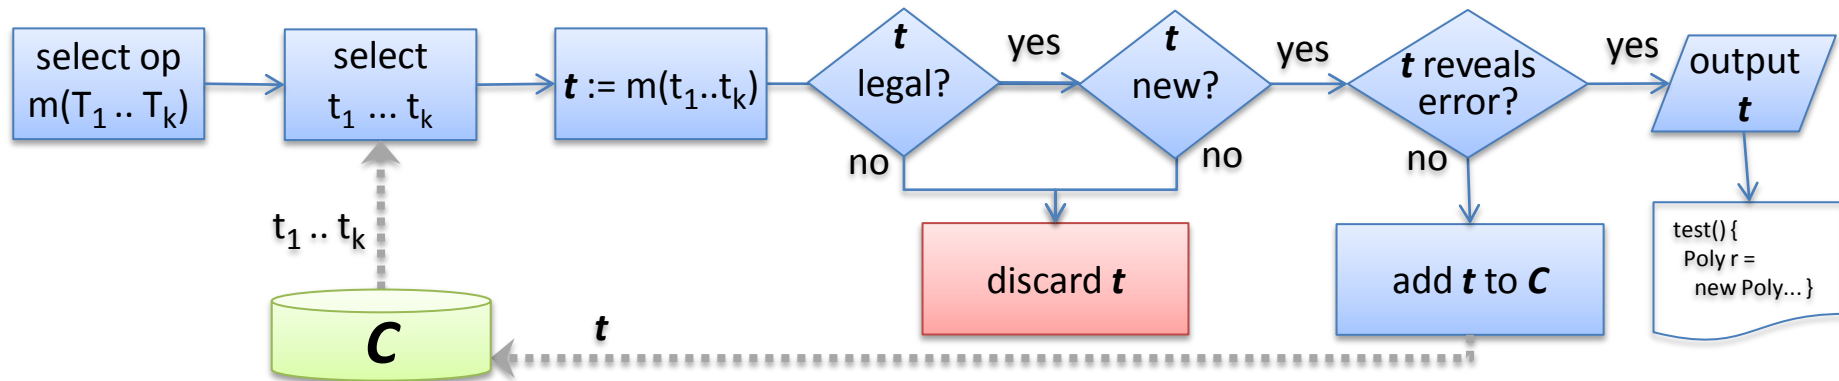 select op
m(T₁ .. Tₖ)
select
t₁ ... tₖ
t := m(t₁..tₖ)
t
legal?
yes
no
t
new?
yes
no
t reveals
error?
yes
no
output
t
discard t
add t to C
test() {
Poly r =
new Poly... }
t₁ .. tₖ
C
t